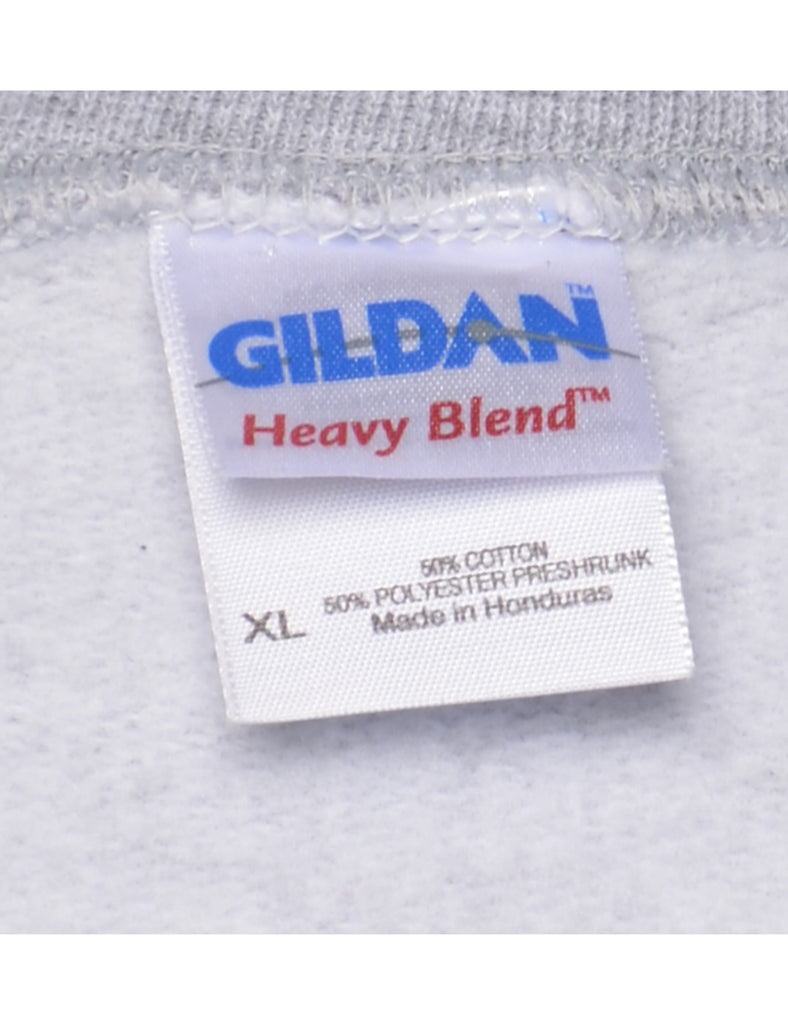 GILDAN™
Heavy Blend™
50% COTTON
50% POLYESTER PRESHRUNK
XL Made in Honduras